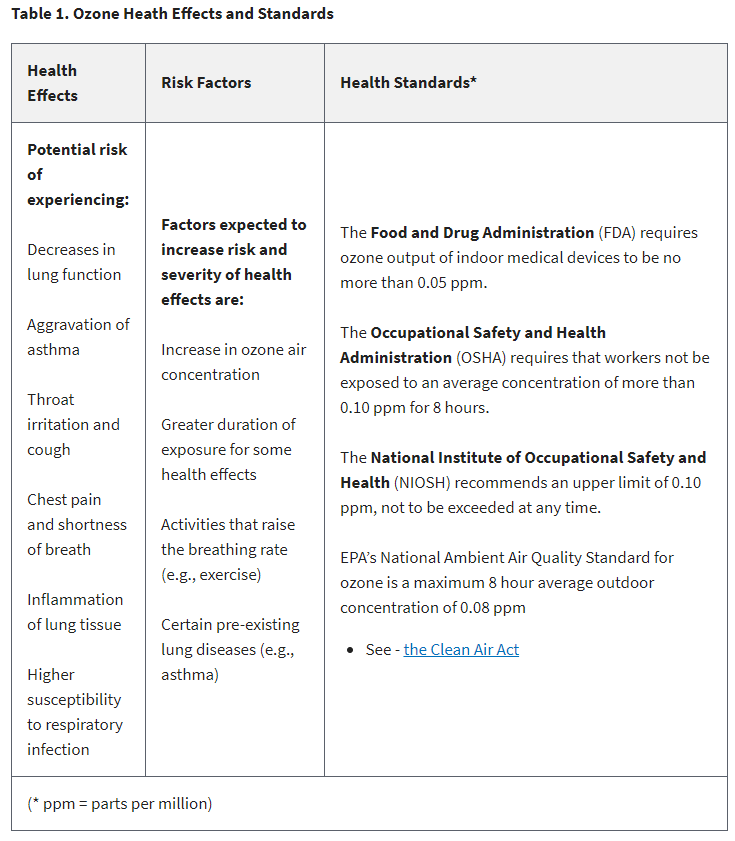 Table 1. Ozone Heath Effects and Standards
Health
Effects
Risk Factors
Health Standards*
Potential risk
of
experiencing:
Decreases in
lung function
Aggravation of
asthma
Throat
irritation and
cough
Chest pain
and shortness
of breath
Inflammation
of lung tissue
Higher
susceptibility
to respiratory
infection
Factors expected to
increase risk and
severity of health
effects are:
Increase in ozone air
concentration
Greater duration of
exposure for some
health effects
Activities that raise
the breathing rate
(e.g., exercise)
Certain pre-existing
lung diseases (e.g.,
asthma)
The Food and Drug Administration (FDA) requires
ozone output of indoor medical devices to be no
more than 0.05 ppm.
The Occupational Safety and Health
Administration (OSHA) requires that workers not be
exposed to an average concentration of more than
0.10 ppm for 8 hours.
The National Institute of Occupational Safety and
Health (NIOSH) recommends an upper limit of 0.10
ppm, not to be exceeded at any time.
EPA’s National Ambient Air Quality Standard for
ozone is a maximum 8 hour average outdoor
concentration of 0.08 ppm
• See - the Clean Air Act
(* ppm = parts per million)